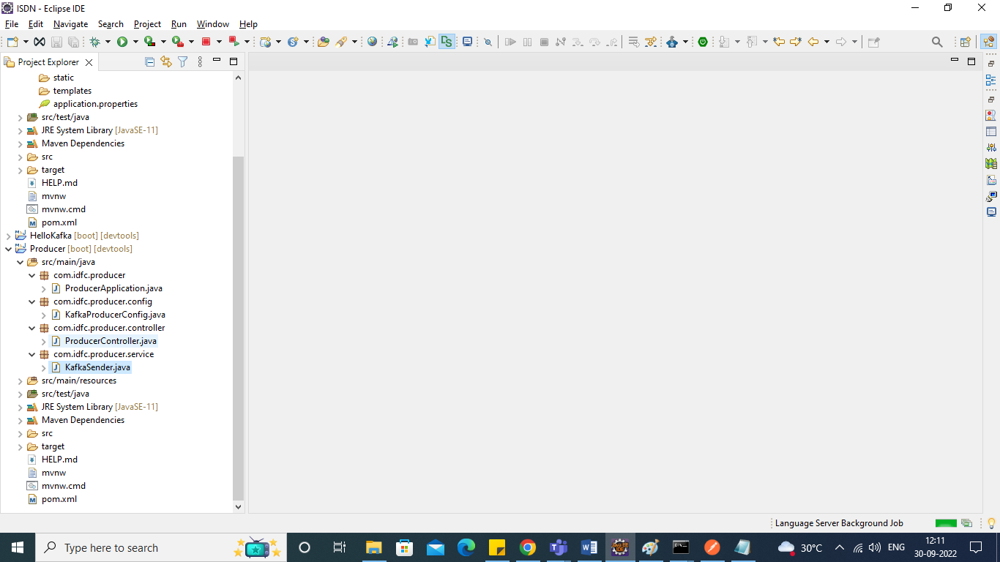 ISDN - Eclipse IDE
File Edit Navigate Search Project Run Window Help
Project Explorer
static
templates
application.properties
src/test/java
JRE System Library [JavaSE-11]
Maven Dependencies
src
target
HELP.md
mvnw
mvnw.cmd
pom.xml
HelloKafka [boot] [devtools]
Producer [boot] [devtools]
src/main/java
com.idfc.producer
ProducerApplication.java
com.idfc.producer.config
KafkaProducerConfig.java
com.idfc.producer.controller
ProducerController.java
com.idfc.producer.service
KafkaSender.java
src/main/resources
src/test/java
JRE System Library [JavaSE-11]
Maven Dependencies
src
target
HELP.md
mvnw
mvnw.cmd
pom.xml
Language Server Background Job
Type here to search
30°C
ENG
12:11
30-09-2022